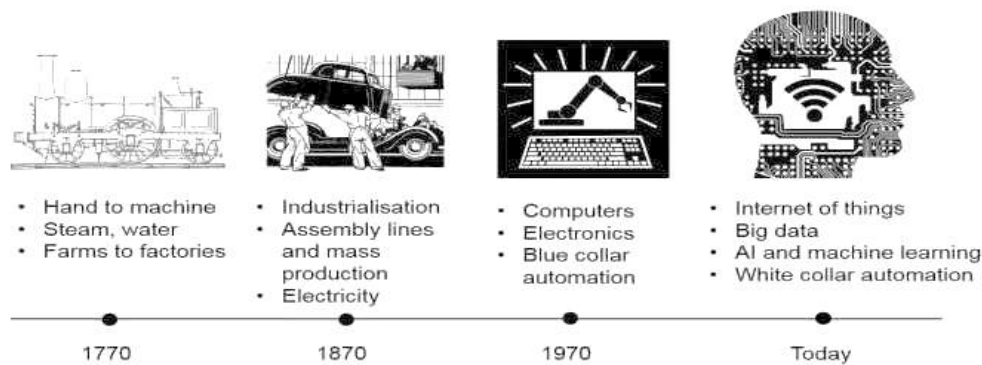 • Hand to machine
• Steam, water
• Farms to factories
• Industrialisation
• Assembly lines
and mass
production
• Electricity
• Computers
• Electronics
• Blue collar
automation
• Internet of things
• Big data
• AI and machine learning
• White collar automation
1770
1870
1970
Today